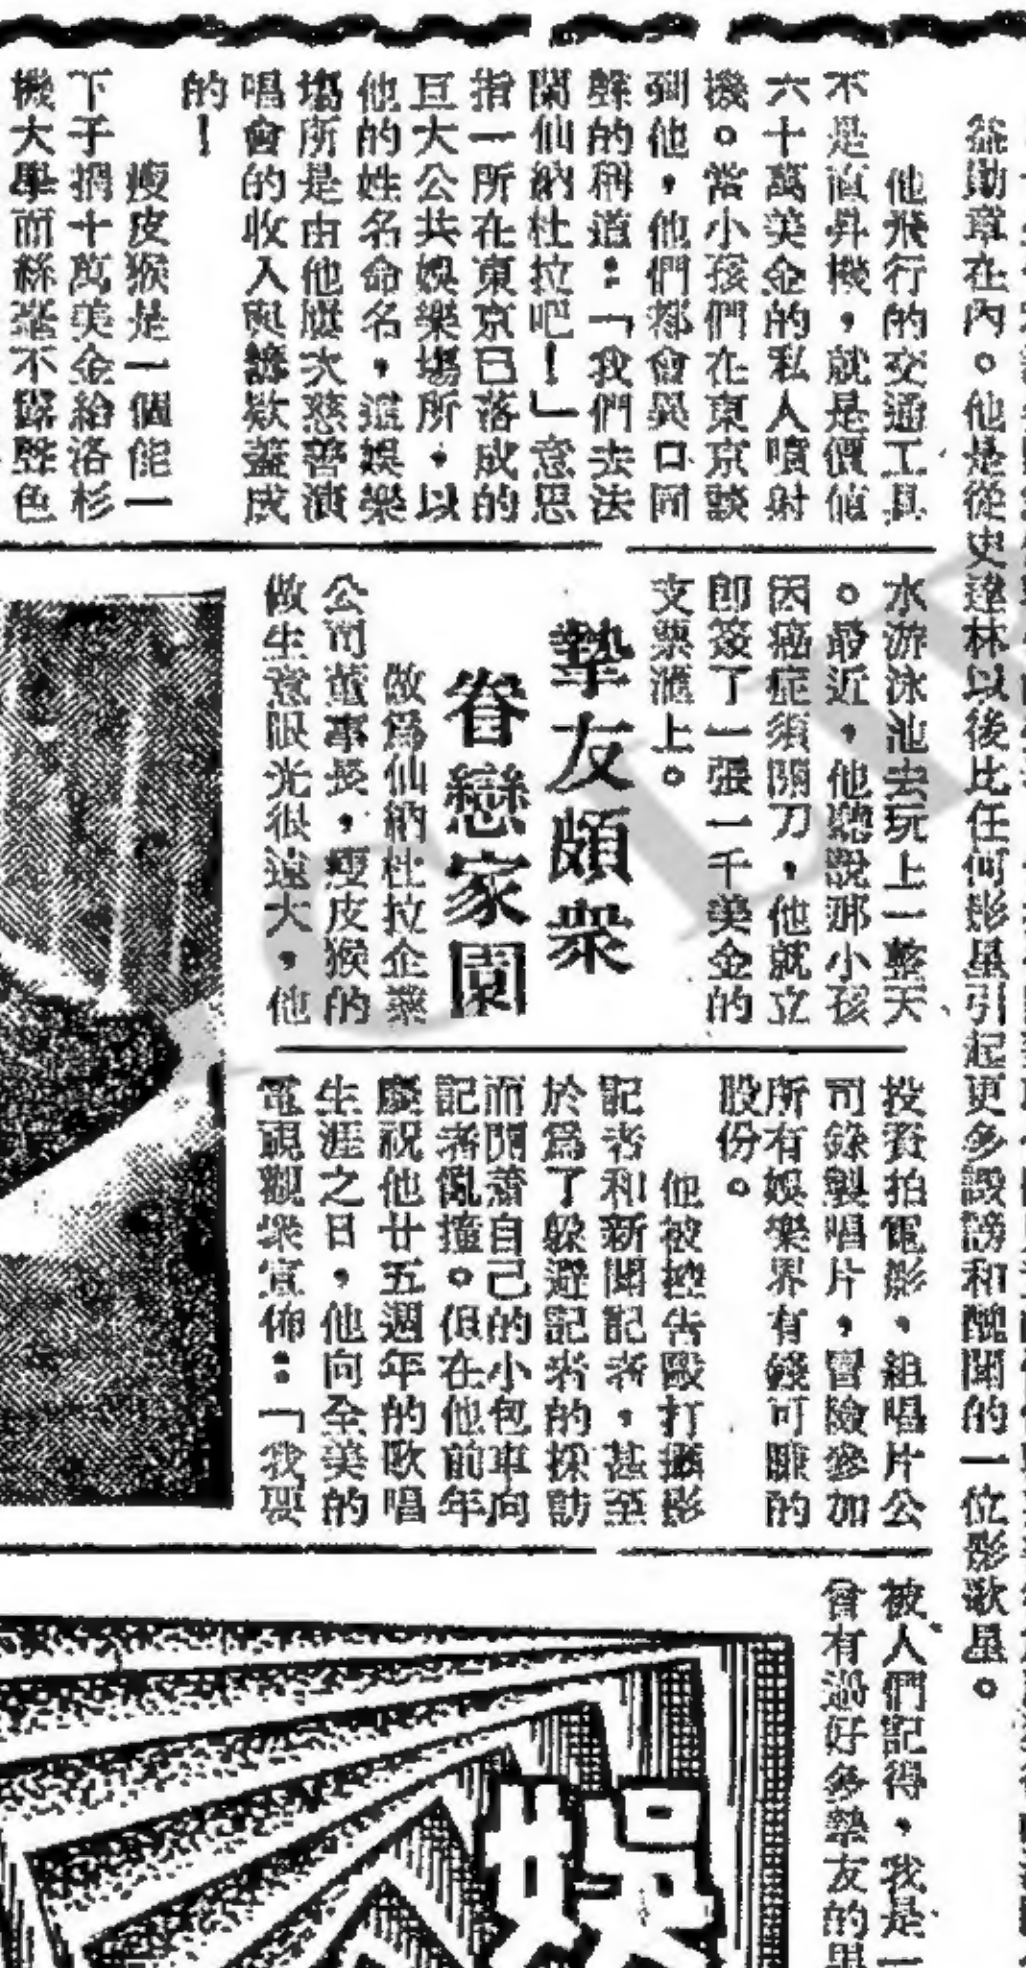 勛章在內。他是從史達林以後比任何影星引起更多毀謗和醜聞的一位影歌星。
他飛行的交通工具
不是直昇機，就是價值
六十萬美金的私人噴射
機。當小孩們在東京談
到他，他們都會異口同
聲的稱道：「我們去法
蘭仙納杜拉吧！」意思
指一所在東京已落成的
巨大公共娛樂場所，以
他的姓名命名，這娛樂
場所是由他屢次慈善演
唱會的收入與籌欵蓋成
的！
瘦皮猴是一個能一
下子捐十萬美金給洛杉
機大學而絲毫不露聲色
水游泳池去玩上一整天
。最近，他聽說那小孩
因癌症須開刀，他就立
即簽了一張一千美金的
支票滙上。
摯友頗衆
眷戀家園
做爲仙納杜拉企業
公司董事長，瘦皮猴的
做生意眼光很遠大，他
投資拍電影，組唱片公
司錄製唱片，冒險參加
所有娛樂界有錢可賺的
股份。
他被控告毆打攝影
記者和新聞記者，甚至
於爲了躱避記者的採訪
而開着自己的小包車向
記者亂撞。但在他前年
慶祝他廿五週年的歌唱
生涯之日，他向全美的
電視觀衆宣佈：「我要
被人們記得，我是一
曾有過好多摯友的男
娛